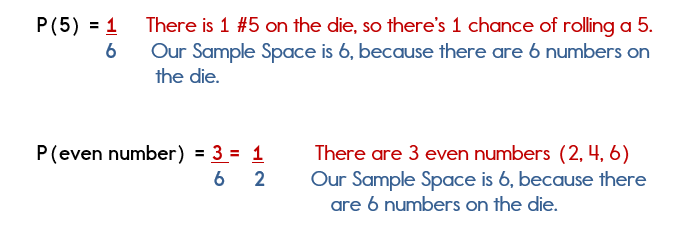 P(5) = 1 There is 1 #5 on the die, so there's 1 chance of rolling a 5.
6 Our Sample Space is 6, because there are 6 numbers on
the die.
P(even number) = 3 = 1 There are 3 even numbers (2, 4, 6)
6 2 Our Sample Space is 6, because there
are 6 numbers on the die.